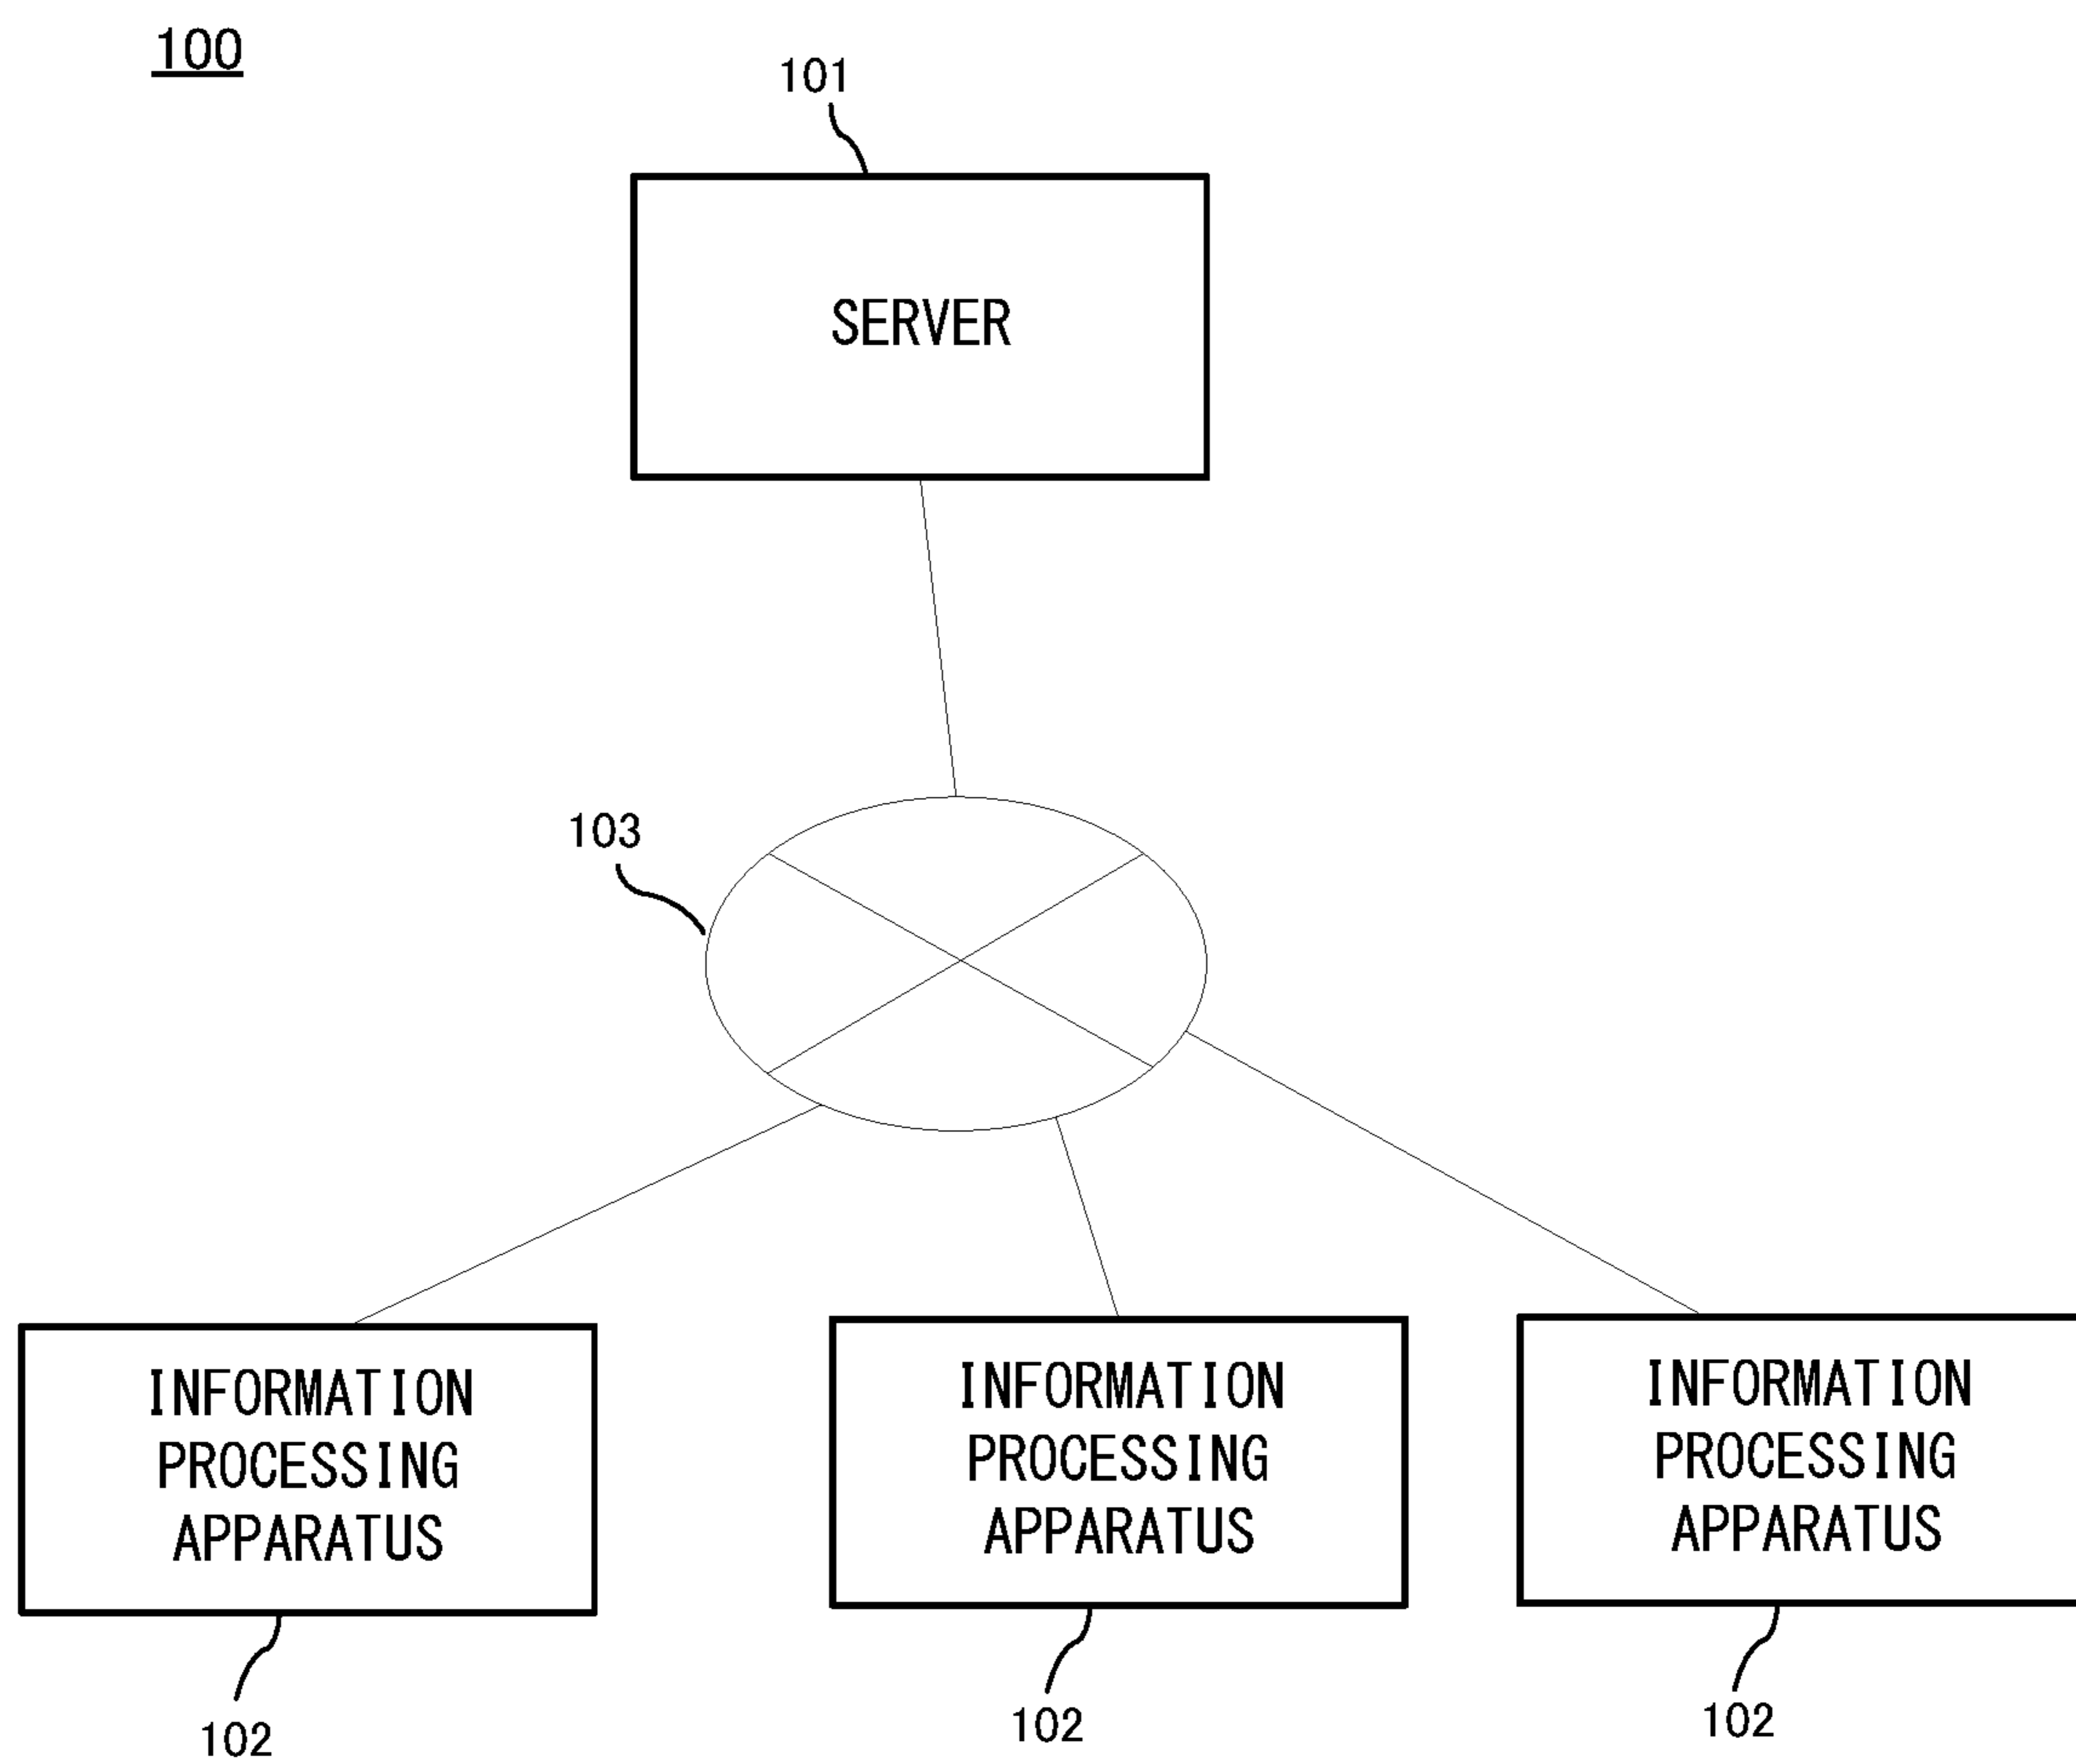 100
101
SERVER
103
INFORMATION
PROCESSING
APPARATUS
102
INFORMATION
PROCESSING
APPARATUS
102
INFORMATION
PROCESSING
APPARATUS
102